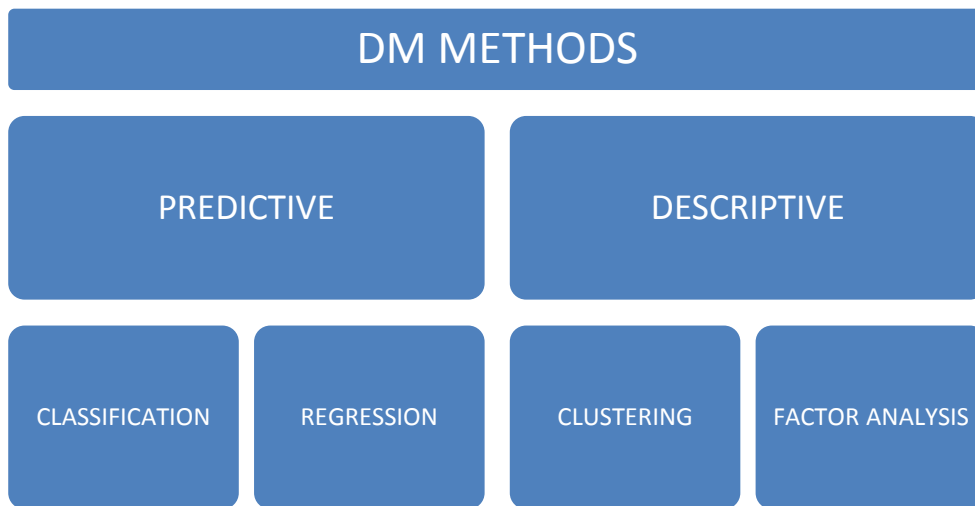 DM METHODS
PREDICTIVE
DESCRIPTIVE
CLASSIFICATION
REGRESSION
CLUSTERING
FACTOR ANALYSIS